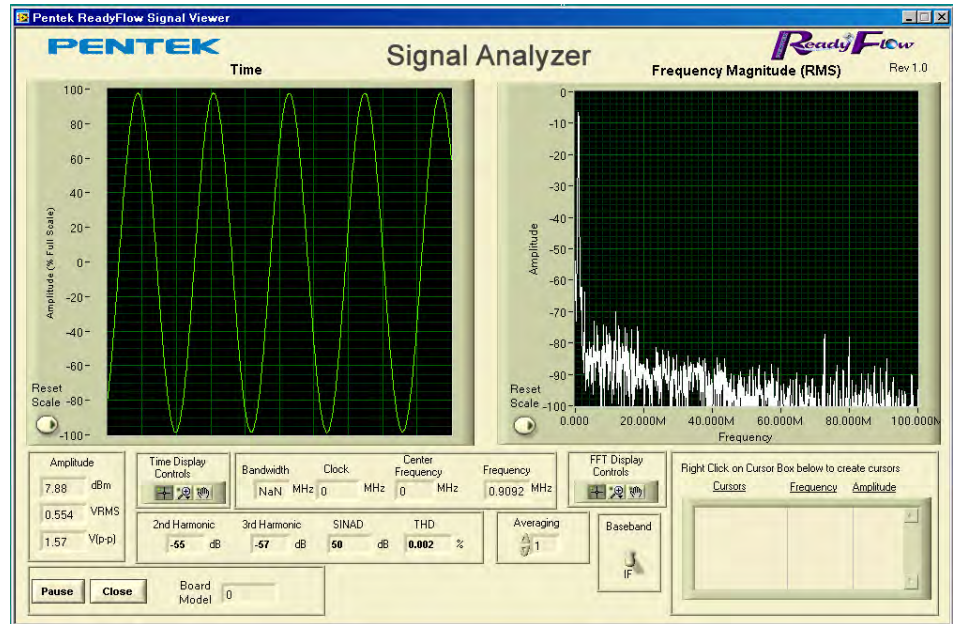 Pentek ReadyFlow Signal Viewer
PENTEK
Signal Analyzer
ReadyFlow
Rev 1.0
Time
Frequency Magnitude (RMS)
Amplitude (% Full Scale)
100
80
60
40
20
0
-20
-40
-60
-80
-100
Reset
Scale
Amplitude
0
-10
-20
-30
-40
-50
-60
-70
-80
-90
-100
Reset
Scale
0.000 20.000M 40.000M 60.000M 80.000M 100.000M
Frequency
Amplitude
7.88 dBm
0.554 VRMS
1.57 V(p-p)
Time Display
Controls
Bandwidth
NaN MHz
Clock
0 MHz
Center
Frequency
0 MHz
Frequency
0.9092 MHz
FFT Display
Controls
2nd Harmonic
-55 dB
3rd Harmonic
-57 dB
SINAD
50 dB
THD
0.002 %
Averaging
1
Baseband
IF
Right Click on Cursor Box below to create cursors
Cursors Frequency Amplitude
Pause
Close
Board
Model
0